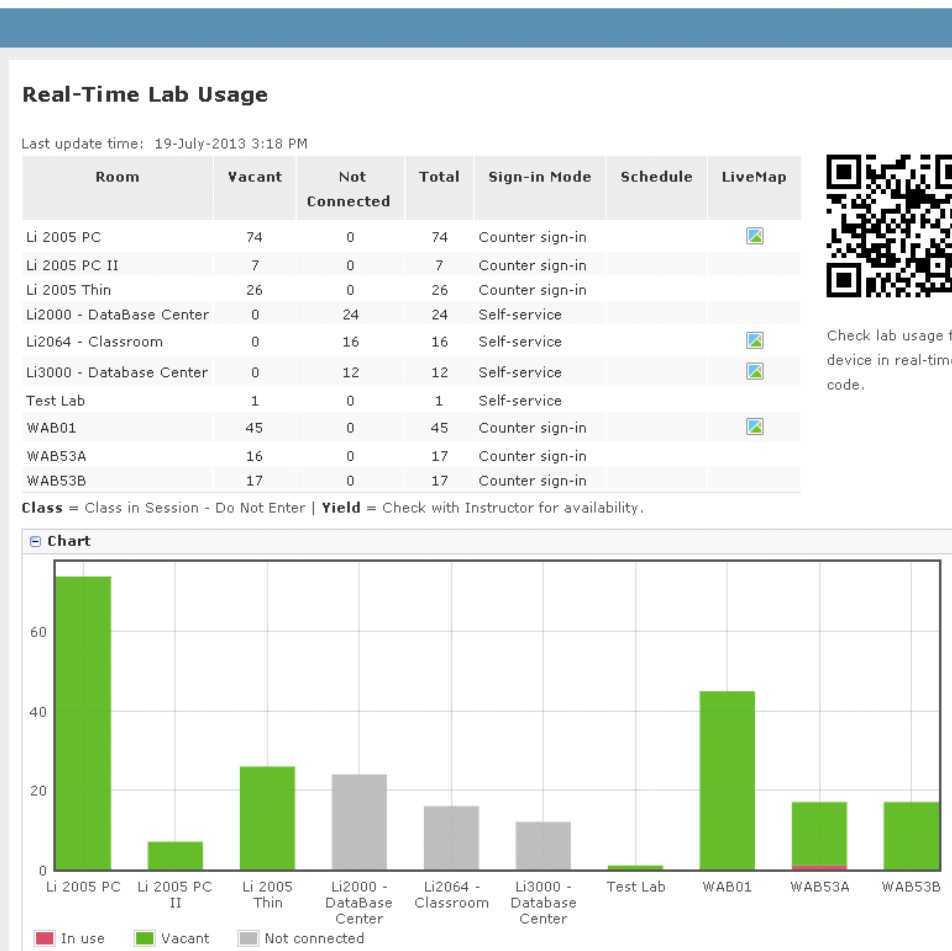 Real-Time Lab Usage
Last update time: 19-July-2013 3:18 PM
Room Vacant Not Connected Total Sign-in Mode Schedule LiveMap
Li 2005 PC 74 0 74 Counter sign-in
Li 2005 PC II 7 0 7 Counter sign-in
Li 2005 Thin 26 0 26 Counter sign-in
Li2000 - DataBase Center 0 24 24 Self-service
Li2064 - Classroom 0 16 16 Self-service
Li3000 - Database Center 0 12 12 Self-service
Test Lab 1 0 1 Self-service
WAB01 45 0 45 Counter sign-in
WAB53A 16 0 17 Counter sign-in
WAB53B 17 0 17 Counter sign-in
Check lab usage f
device in real-time
code.
Class = Class in Session - Do Not Enter | Yield = Check with Instructor for availability.
Chart
60
40
20
0
Li 2005 PC
Li 2005 PC
II
Li 2005
Thin
Li2000 -
DataBase
Center
Li2064 -
Classroom
Li3000 -
Database
Center
Test Lab
WAB01
WAB53A
WAB53B
In use Vacant Not connected